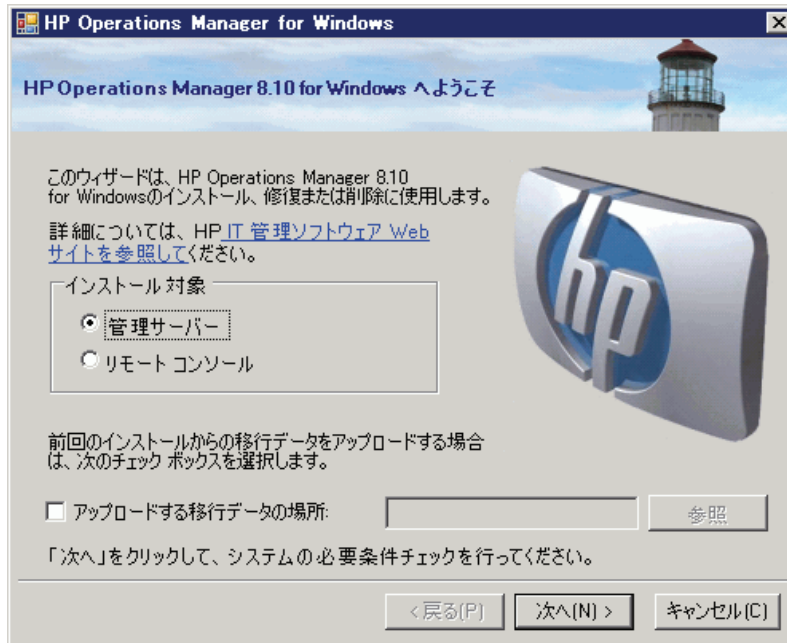 HP Operations Manager for Windows
HP Operations Manager 8.10 for Windows へようこそ
このウィザードは、HP Operations Manager 8.10
for Windowsのインストール、修復または削除に使用します。
詳細については、HP IT 管理ソフトウェア Web
サイトを参照してください。
インストール 対象
管理サーバー
リモート コンソール
前回のインストールからの移行データをアップロードする場合
は、次のチェック ボックスを選択します。
アップロードする移行データの場所:
参照
「次へ」をクリックして、システムの必要条件チェックを行ってください。
< 戻る(P)
次へ(N) >
キャンセル(C)
hp